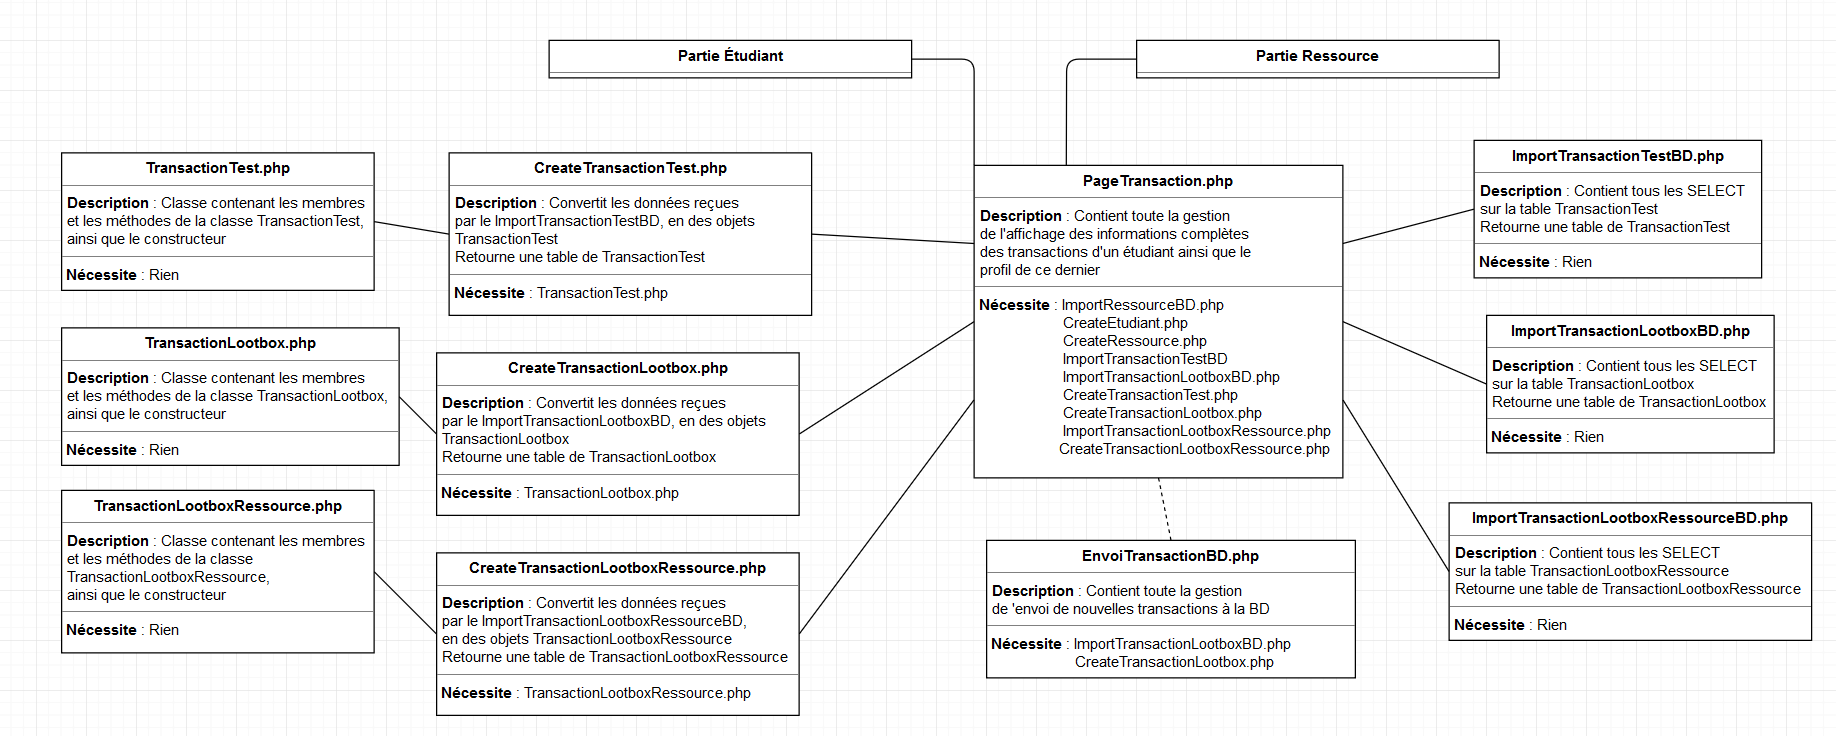 Partie Étudiant
Partie Ressource
TransactionTest.php
Description : Classe contenant les membres
et les méthodes de la classe TransactionTest,
ainsi que le constructeur
Nécessite : Rien
CreateTransactionTest.php
Description : Convertit les données reçues
par le ImportTransactionTestBD, en des objets
TransactionTest
Retourne une table de TransactionTest
Nécessite : TransactionTest.php
PageTransaction.php
Description : Contient toute la gestion
de l'affichage des informations complètes
des transactions d'un étudiant ainsi que le
profil de ce dernier
Nécessite : ImportRessourceBD.php
CreateEtudiant.php
CreateRessource.php
ImportTransactionTestBD
ImportTransactionLootboxBD.php
CreateTransactionTest.php
CreateTransactionLootbox.php
ImportTransactionLootboxRessource.php
CreateTransactionLootboxRessource.php
ImportTransactionTestBD.php
Description : Contient tous les SELECT
sur la table TransactionTest
Retourne une table de TransactionTest
Nécessite : Rien
TransactionLootbox.php
Description : Classe contenant les membres
et les méthodes de la classe TransactionLootbox,
ainsi que le constructeur
Nécessite : Rien
CreateTransactionLootbox.php
Description : Convertit les données reçues
par le ImportTransactionLootboxBD, en des objets
TransactionLootbox
Retourne une table de TransactionLootbox
Nécessite : TransactionLootbox.php
ImportTransactionLootboxBD.php
Description : Contient tous les SELECT
sur la table TransactionLootbox
Retourne une table de TransactionLootbox
Nécessite : Rien
TransactionLootboxRessource.php
Description : Classe contenant les membres
et les méthodes de la classe
TransactionLootboxRessource,
ainsi que le constructeur
Nécessite : Rien
CreateTransactionLootboxRessource.php
Description : Convertit les données reçues
par le ImportTransactionLootboxRessourceBD,
en des objets TransactionLootboxRessource
Retourne une table de TransactionLootboxRessource
Nécessite : TransactionLootboxRessource.php
EnvoiTransactionBD.php
Description : Contient toute la gestion
de 'envoi de nouvelles transactions à la BD
Nécessite : ImportTransactionLootboxBD.php
CreateTransactionLootbox.php
ImportTransactionLootboxRessourceBD.php
Description : Contient tous les SELECT
sur la table TransactionLootboxRessource
Retourne une table de TransactionLootboxRessource
Nécessite : Rien